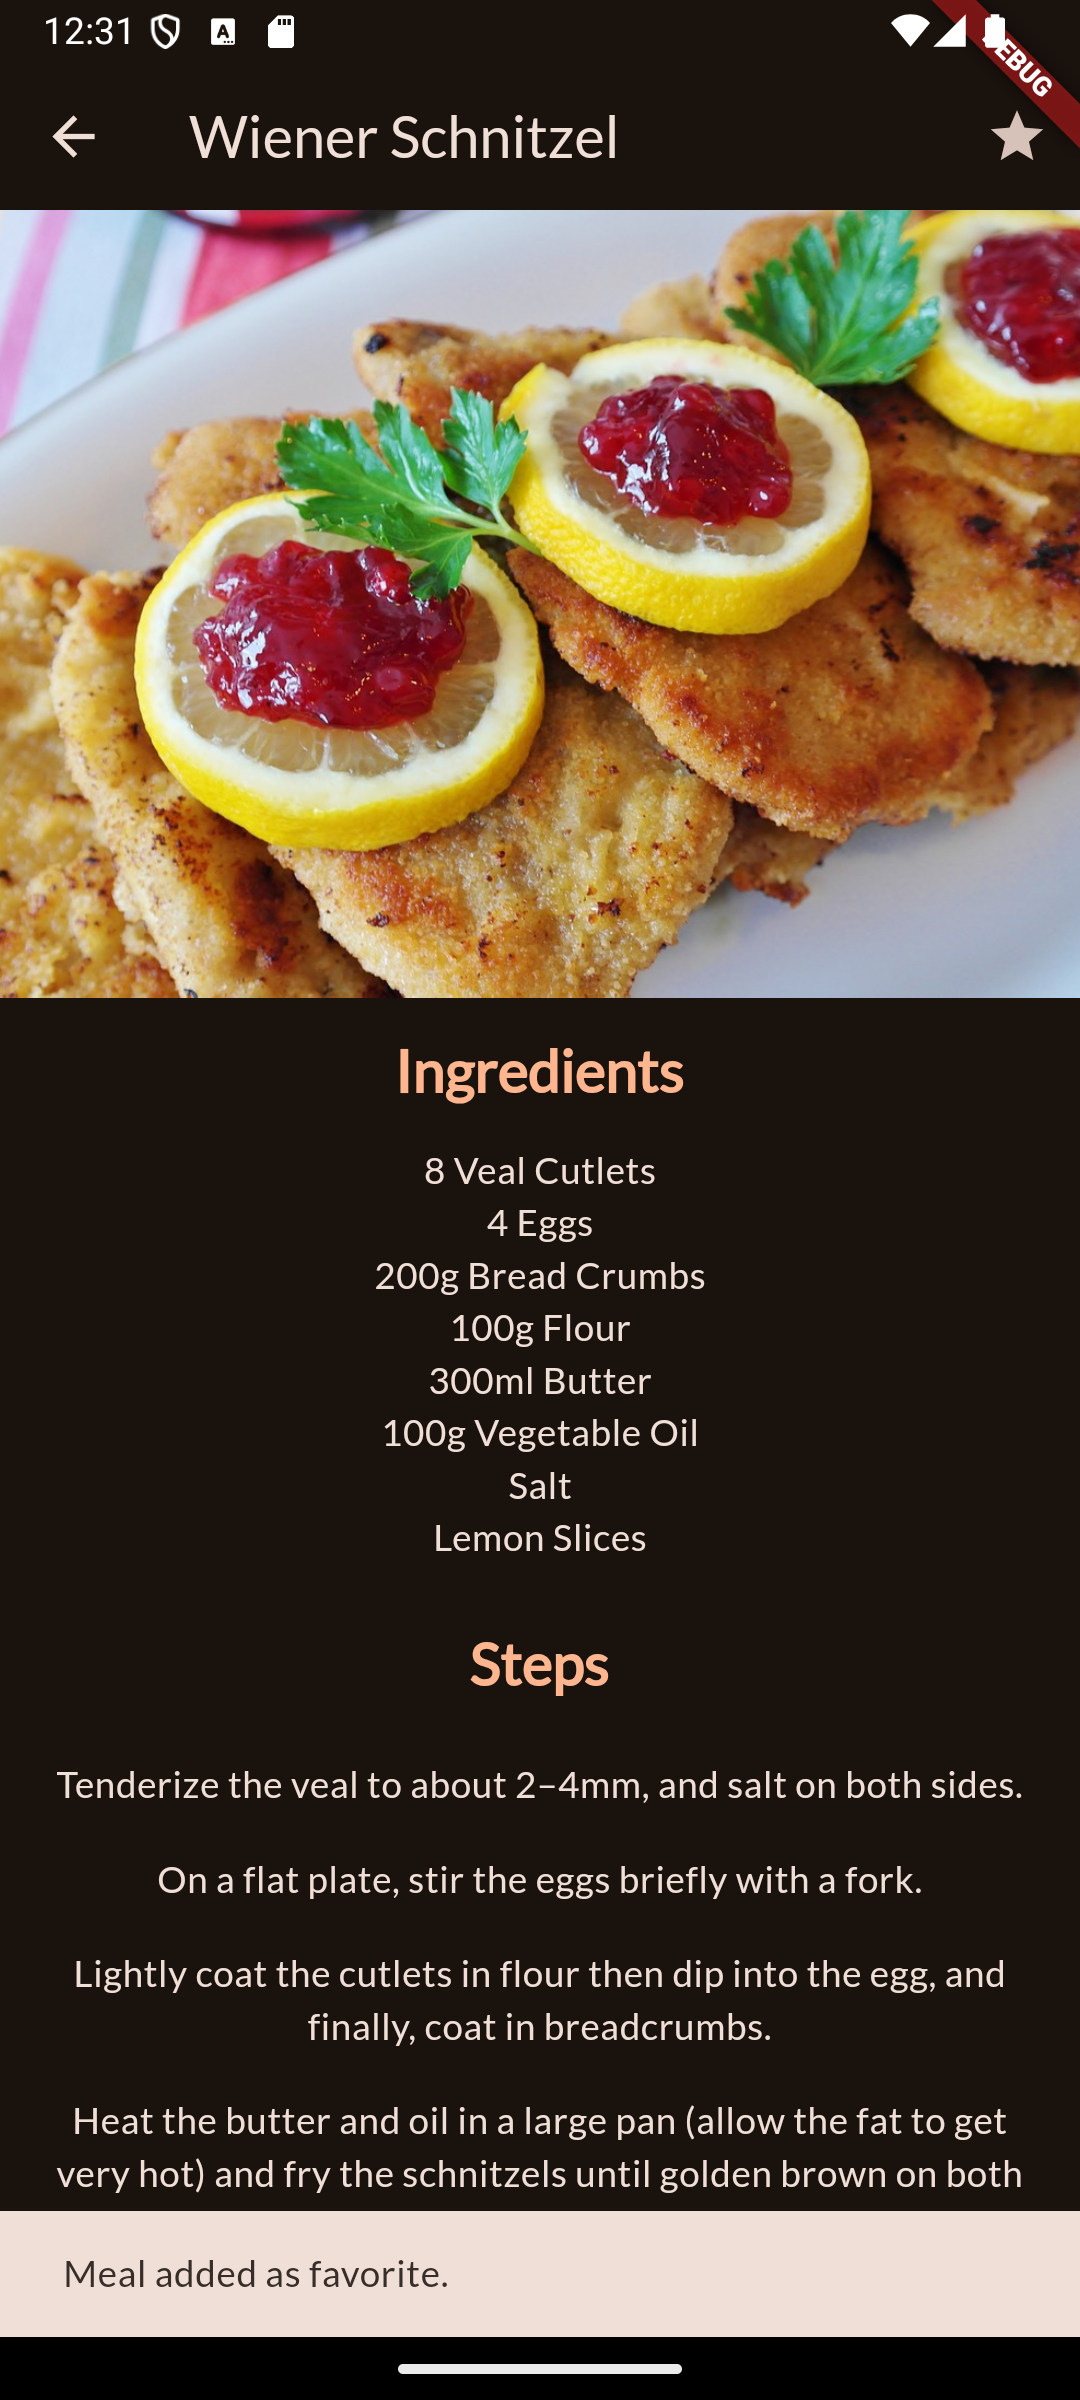 12:31
EBUG
Wiener Schnitzel
Ingredients
8 Veal Cutlets
4 Eggs
200g Bread Crumbs
100g Flour
300ml Butter
100g Vegetable Oil
Salt
Lemon Slices
Steps
Tenderize the veal to about 2–4mm, and salt on both sides.
On a flat plate, stir the eggs briefly with a fork.
Lightly coat the cutlets in flour then dip into the egg, and
finally, coat in breadcrumbs.
Heat the butter and oil in a large pan (allow the fat to get
very hot) and fry the schnitzels until golden brown on both
Meal added as favorite.